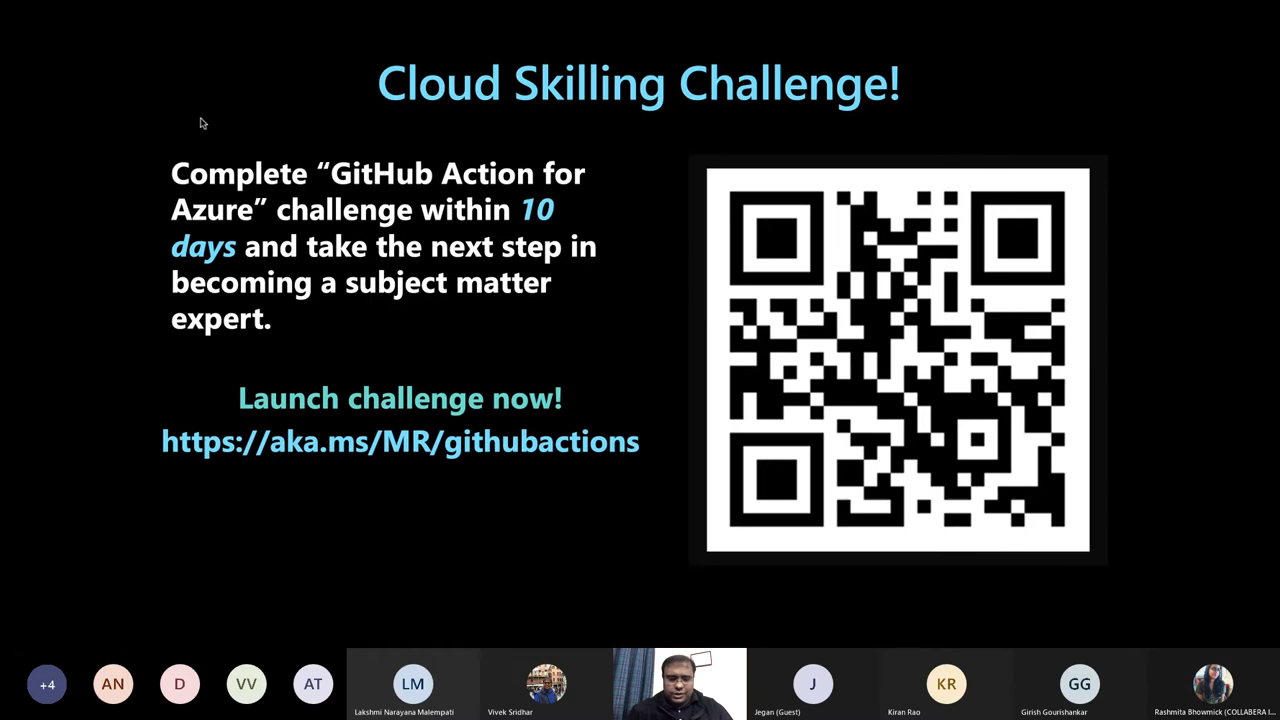 Cloud Skilling Challenge!
Complete “GitHub Action for
Azure” challenge within 10
days and take the next step in
becoming a subject matter
expert.
Launch challenge now!
https://aka.ms/MR/githubactions
+4
AN
D
VV
AT
LM
J
KR
GG
Lakshmi Narayana Malempati
Vivek Sridhar
Jegan (Guest)
Kiran Rao
Girish Gourishankar
Rashmita Bhowmick (COLLABERA I...